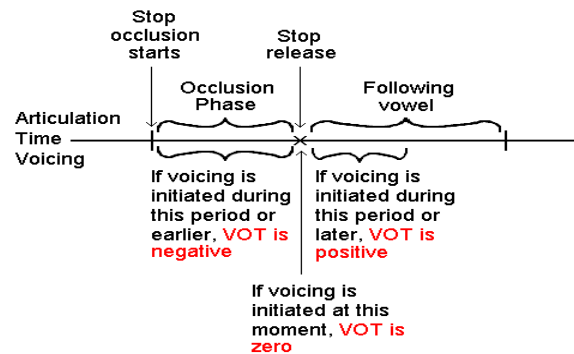 Stop
occlusion
starts
Stop
release
Occlusion
Phase
Following
vowel
Articulation
Time
Voicing
If voicing is
initiated during
this period or
earlier, VOT is
negative
If voicing is
initiated during
this period or
later, VOT is
positive
If voicing is
initiated at this
moment, VOT is
zero